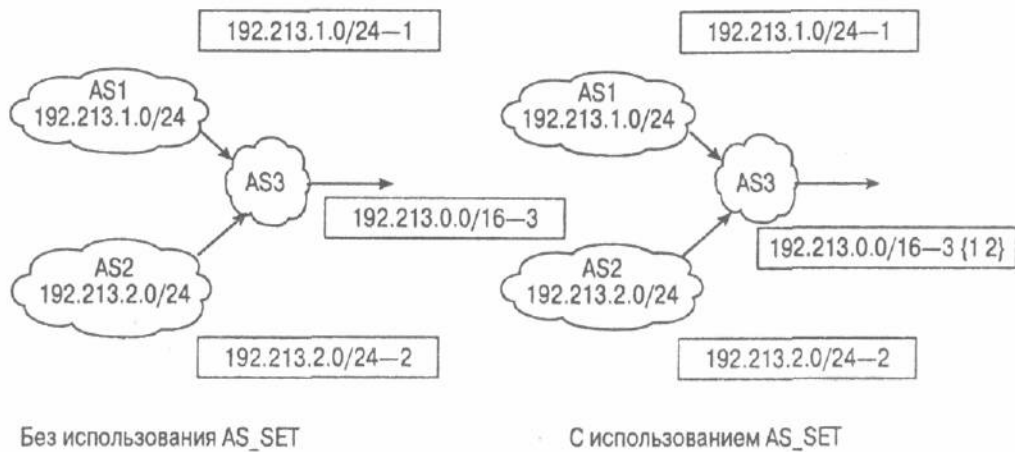 192.213.1.0/24—1
AS1
192.213.1.0/24
AS3
192.213.0.0/16—3
AS2
192.213.2.0/24
192.213.2.0/24—2
Без использования AS_SET
192.213.1.0/24—1
AS1
192.213.1.0/24
AS3
192.213.0.0/16—3 {1 2}
AS2
192.213.2.0/24
192.213.2.0/24—2
С использованием AS_SET